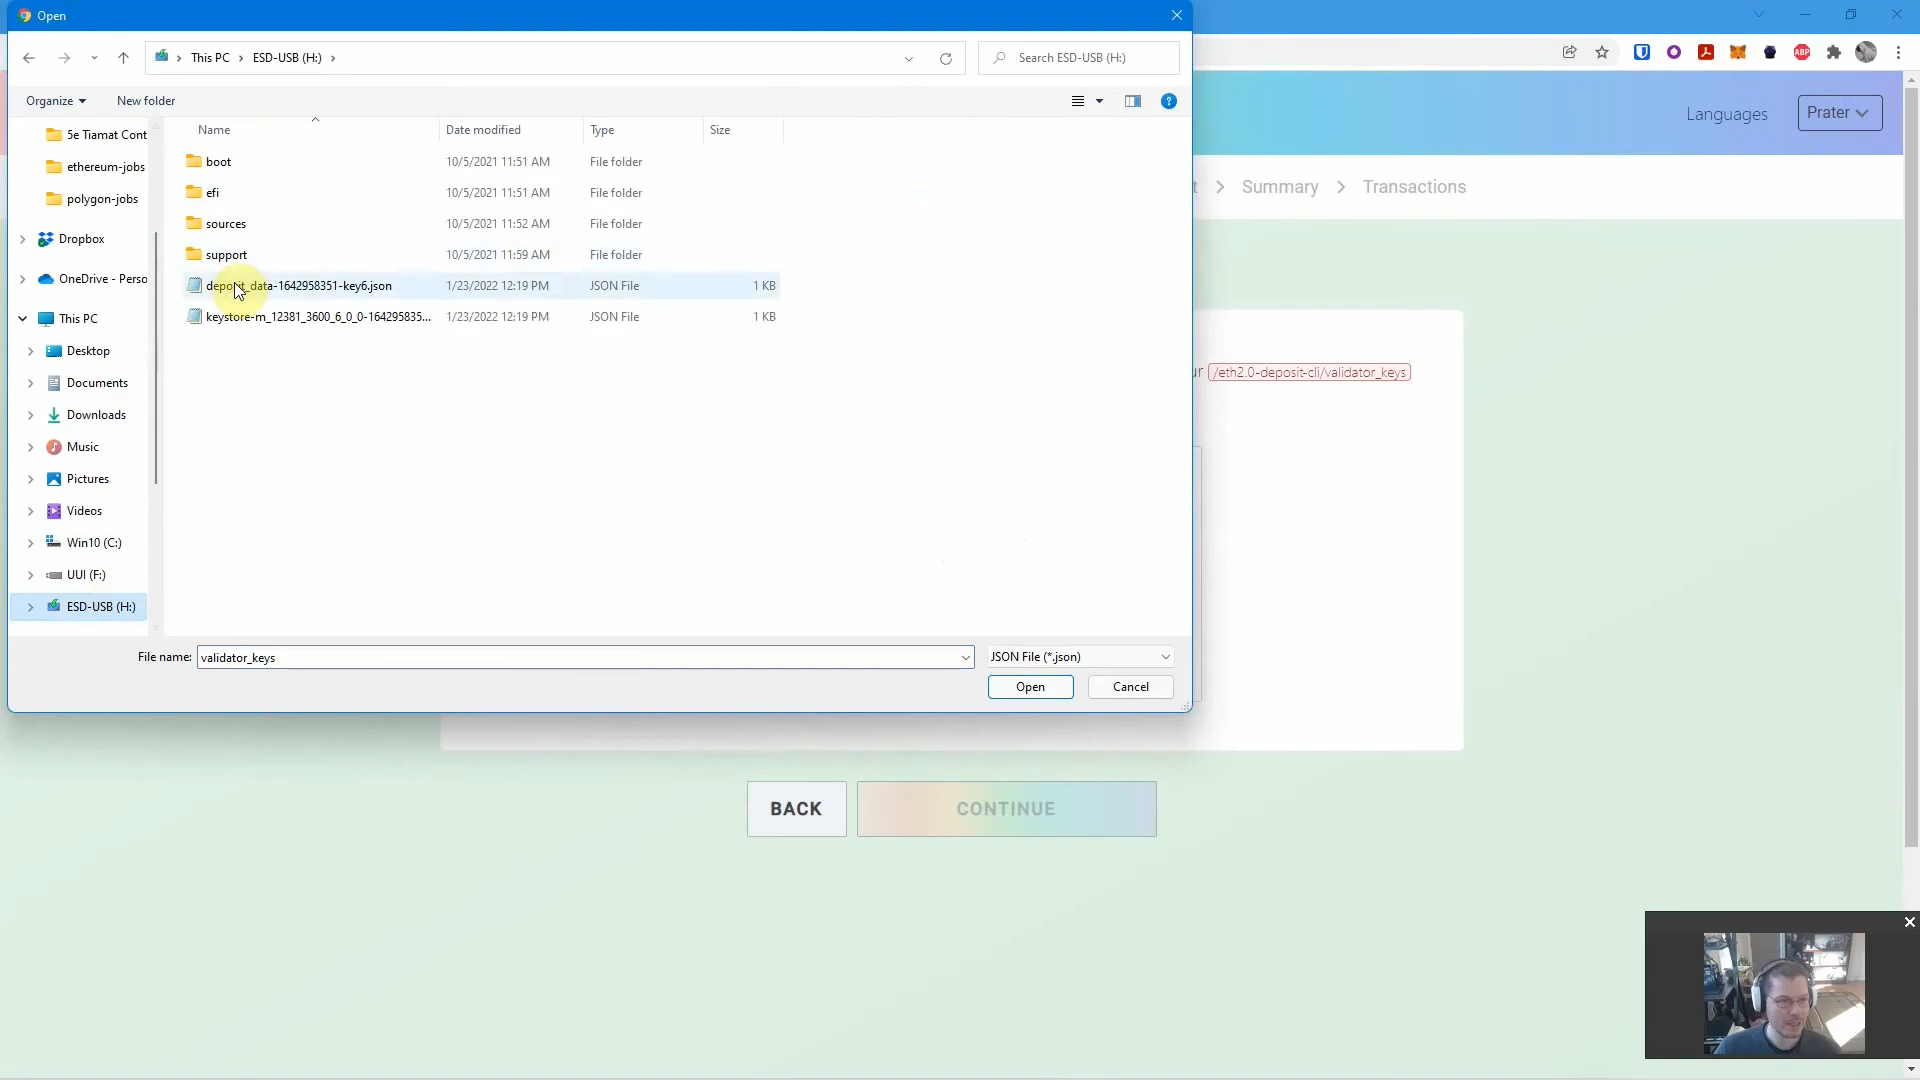 Open
This PC
ESD-USB (H:)
Search ESD-USB (H:)
ABP
Organize
New folder
?
Languages
Prater
Name
Date modified
Type
Size
5e Tiamat Cont
ethereum-jobs
polygon-jobs
Dropbox
OneDrive - Perso
This PC
Desktop
Documents
Downloads
Music
Pictures
Videos
Win10 (C:)
UUI (F:)
ESD-USB (H:)
boot 10/5/2021 11:51 AM File folder
efi 10/5/2021 11:51 AM File folder
sources 10/5/2021 11:52 AM File folder
support 10/5/2021 11:59 AM File folder
deposit_data-1642958351-key6.json 1/23/2022 12:19 PM JSON File 1 KB
keystore-m_12381_3600_6_0_0-164295835... 1/23/2022 12:19 PM JSON File 1 KB
t Summary Transactions
ur /eth2.0-deposit-cli/validator_keys
File name: validator_keys JSON File (*.json)
Open Cancel
BACK CONTINUE